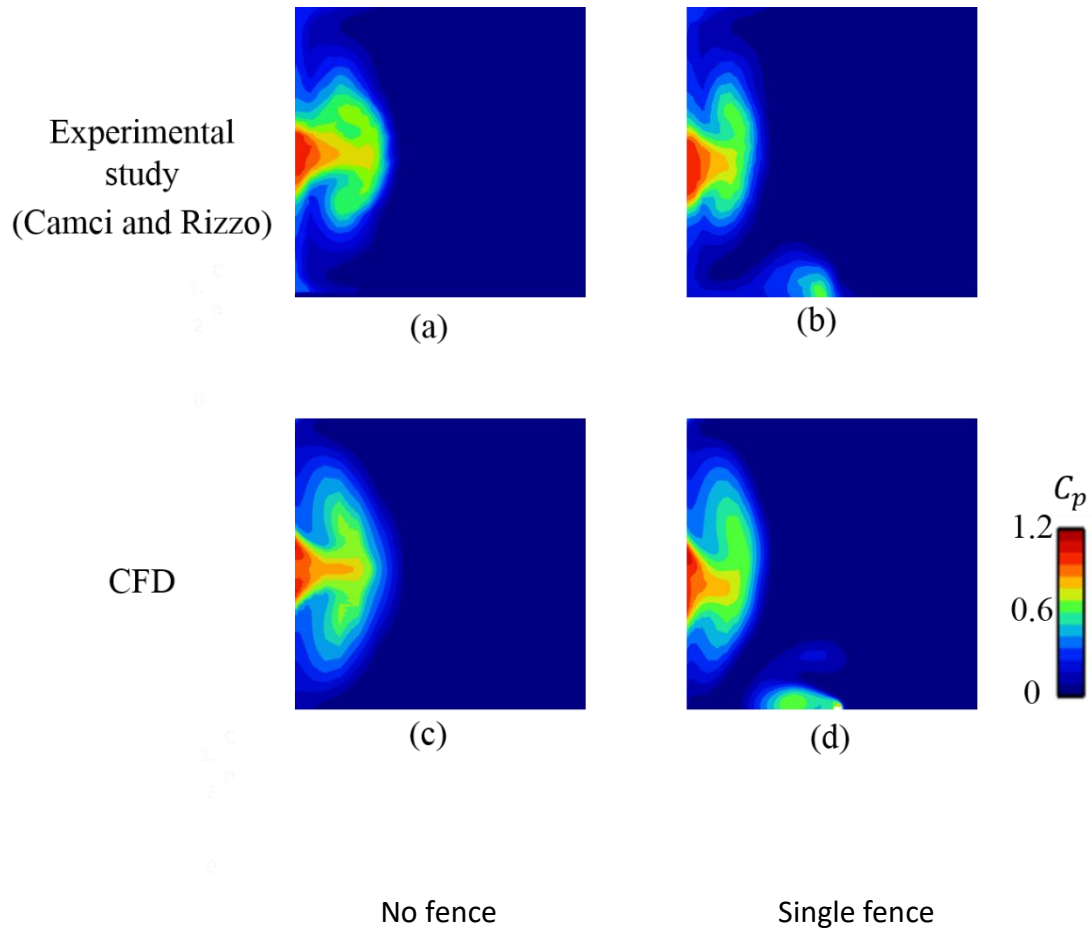 Experimental
study
(Camci and Rizzo)
(a)
(b)
CFD
C_p
1.2
0.6
0
(c)
(d)
No fence
Single fence